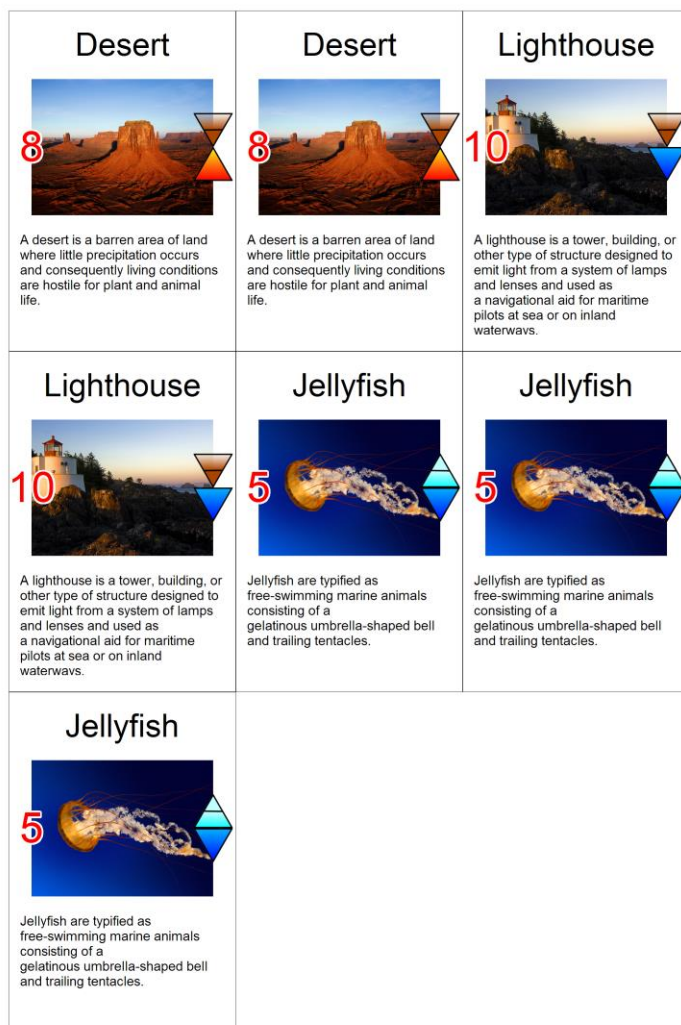 Desert
8
A desert is a barren area of land
where little precipitation occurs
and consequently living conditions
are hostile for plant and animal
life.
Desert
8
A desert is a barren area of land
where little precipitation occurs
and consequently living conditions
are hostile for plant and animal
life.
Lighthouse
10
A lighthouse is a tower, building, or
other type of structure designed to
emit light from a system of lamps
and lenses and used as
a navigational aid for maritime
pilots at sea or on inland
waterways.
Lighthouse
10
A lighthouse is a tower, building, or
other type of structure designed to
emit light from a system of lamps
and lenses and used as
a navigational aid for maritime
pilots at sea or on inland
waterways.
Jellyfish
5
Jellyfish are typified as
free-swimming marine animals
consisting of a
gelatinous umbrella-shaped bell
and trailing tentacles.
Jellyfish
5
Jellyfish are typified as
free-swimming marine animals
consisting of a
gelatinous umbrella-shaped bell
and trailing tentacles.
Jellyfish
5
Jellyfish are typified as
free-swimming marine animals
consisting of a
gelatinous umbrella-shaped bell
and trailing tentacles.